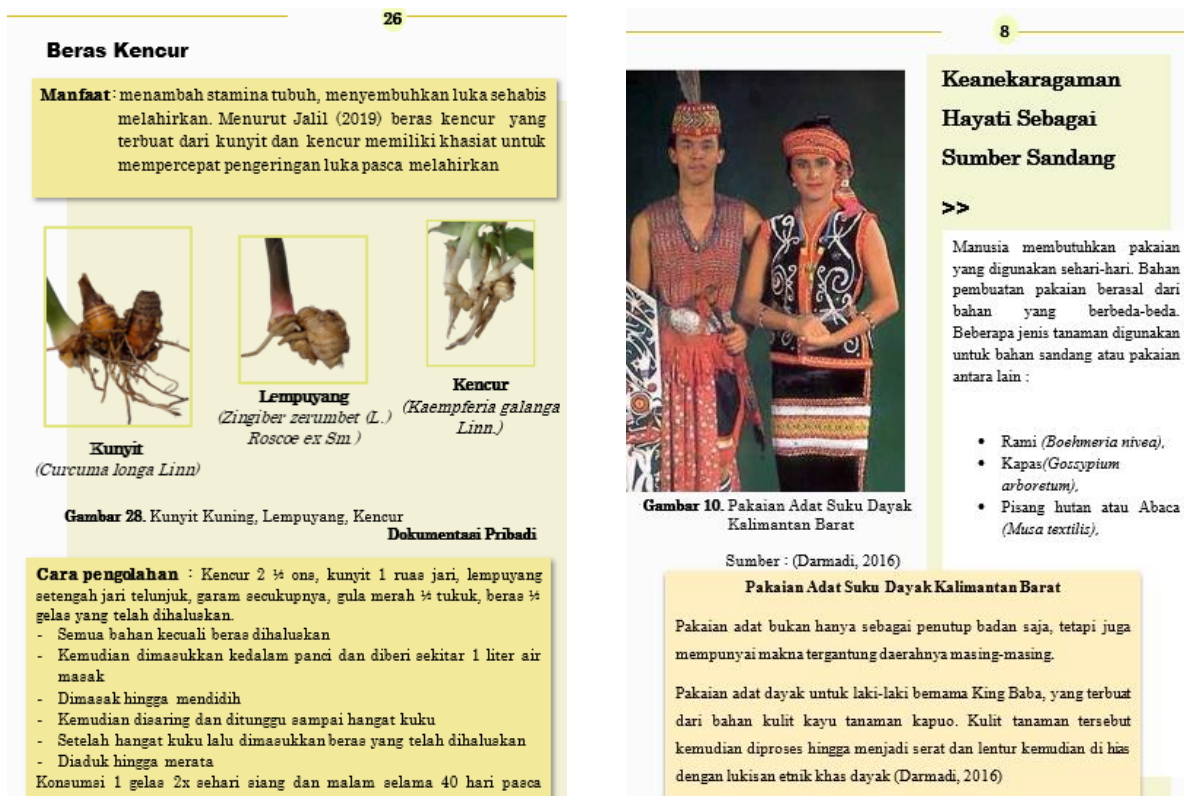 26
Beras Kencur
Manfaat : menambah stamina tubuh, menyembuhkan luka sehabis
melahirkan. Menurut Jalil (2019) beras kencur yang
terbuat dari kunyit dan kencur memiliki khasiat untuk
mempercepat pengeringan luka pasca melahirkan
Kunyit
(Curcuma longa Linn)
Lempuyang
(Zingiber zerumbet (L.)
Roscoe ex Sm.)
Kencur
(Kaempferia galanga
Linn.)
Gambar 28. Kunyit Kuning, Lempuyang, Kencur
Dokumentasi Pribadi
Cara pengolahan : Kencur 2 ½ ons, kunyit 1 ruas jari, lempuyang
setengah jari telunjuk, garam secukupnya, gula merah ½ tukuk, beras ½
gelas yang telah dihaluskan.
- Semua bahan kecuali beras dihaluskan
- Kemudian dimasukkan kedalam panci dan diberi sekitar 1 liter air
masak
- Dimasak hingga mendidih
- Kemudian disaring dan ditunggu sampai hangat kuku
- Setelah hangat kuku lalu dimasukkan beras yang telah dihaluskan
- Diaduk hingga merata
Konsumsi 1 gelas 2x sehari siang dan malam selama 40 hari pasca
8
Keanekaragaman
Hayati Sebagai
Sumber Sandang
>>
Manusia membutuhkan pakaian
yang digunakan sehari-hari. Bahan
pembuatan pakaian berasal dari
bahan yang berbeda-beda.
Beberapa jenis tanaman digunakan
untuk bahan sandang atau pakaian
antara lain :
• Rami (Boehmeria nivea),
• Kapas(Gossypium
arboretum),
• Pisang hutan atau Abaca
(Musa textilis),
Gambar 10. Pakaian Adat Suku Dayak
Kalimantan Barat
Sumber : (Darmadi, 2016)
Pakaian Adat Suku Dayak Kalimantan Barat
Pakaian adat bukan hanya sebagai penutup badan saja, tetapi juga
mempunyai makna tergantung daerahnya masing-masing.
Pakaian adat dayak untuk laki-laki bernama King Baba, yang terbuat
dari bahan kulit kayu tanaman kapuo. Kulit tanaman tersebut
kemudian diproses hingga menjadi serat dan lentur kemudian di hias
dengan lukisan etnik khas dayak (Darmadi, 2016)